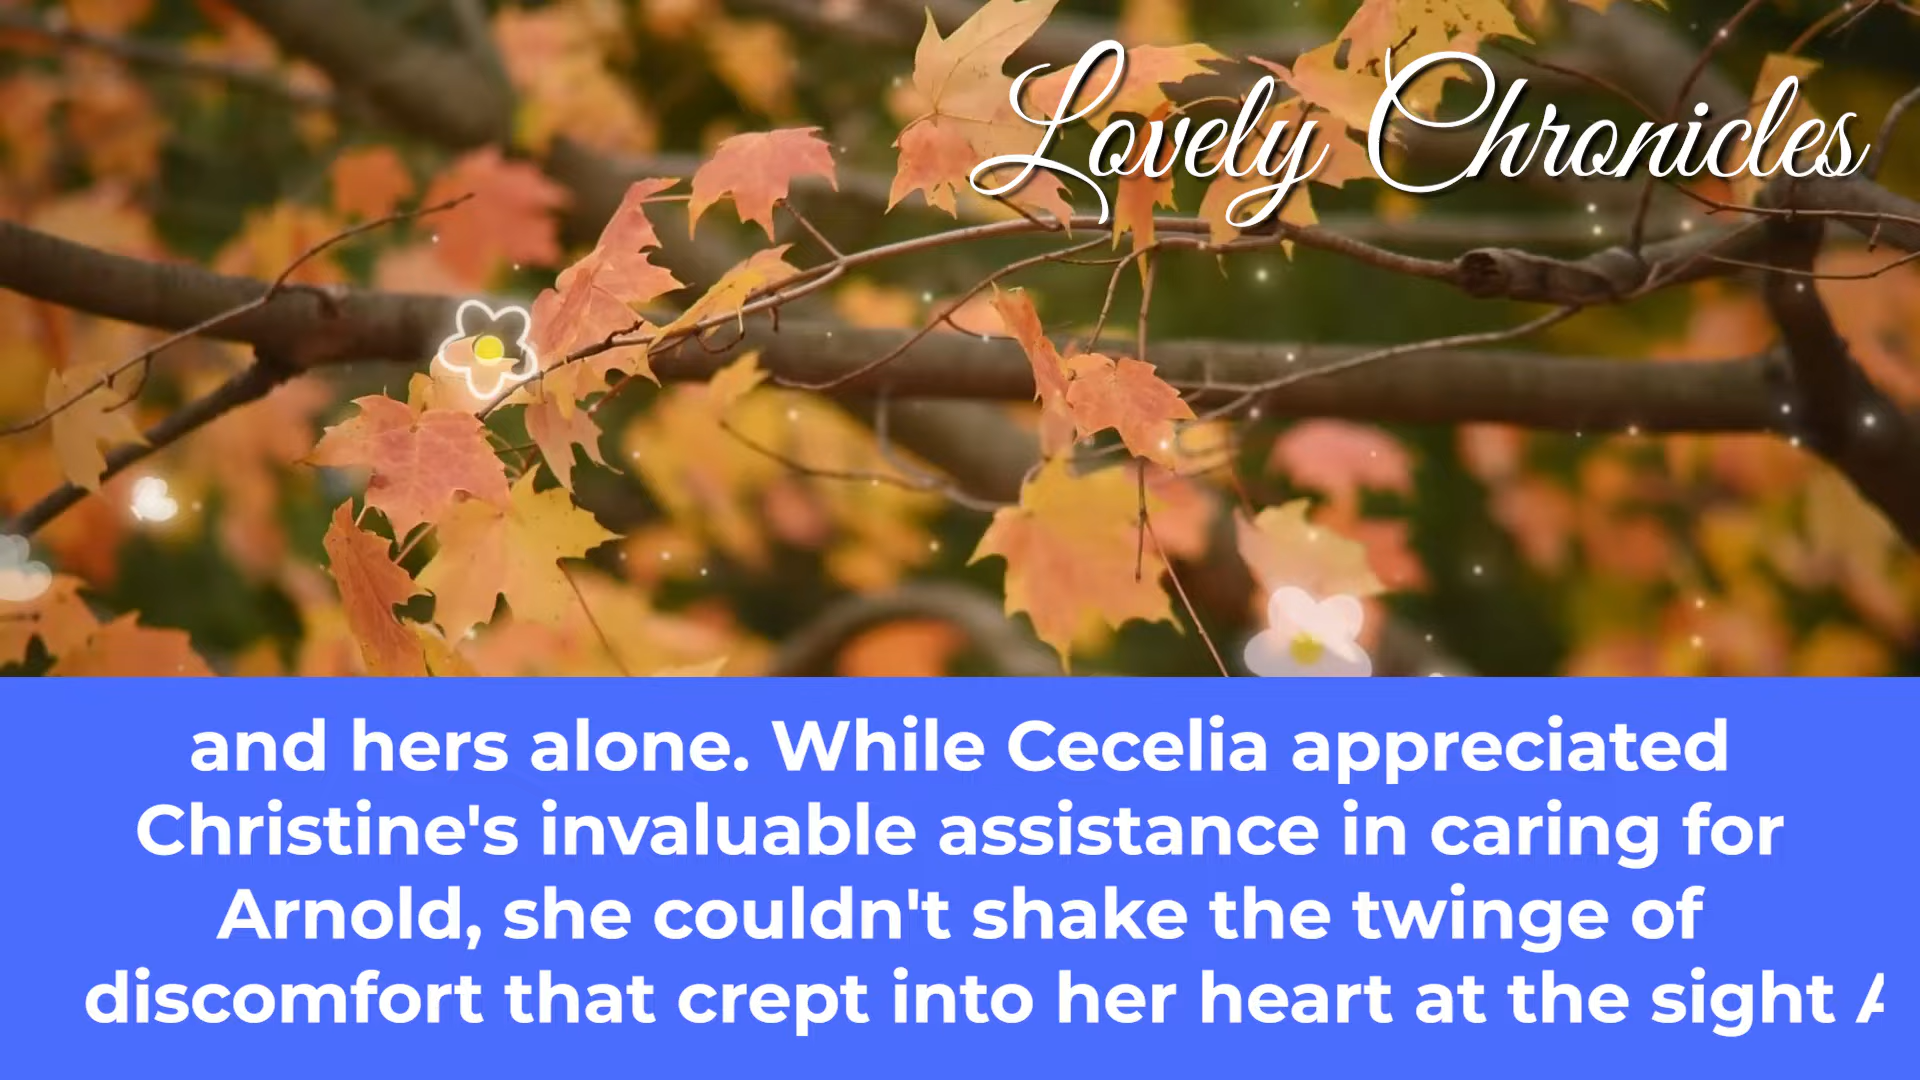 Lovely Chronicles
and hers alone. While Cecelia appreciated
Christine's invaluable assistance in caring for
Arnold, she couldn't shake the twinge of
discomfort that crept into her heart at the sight